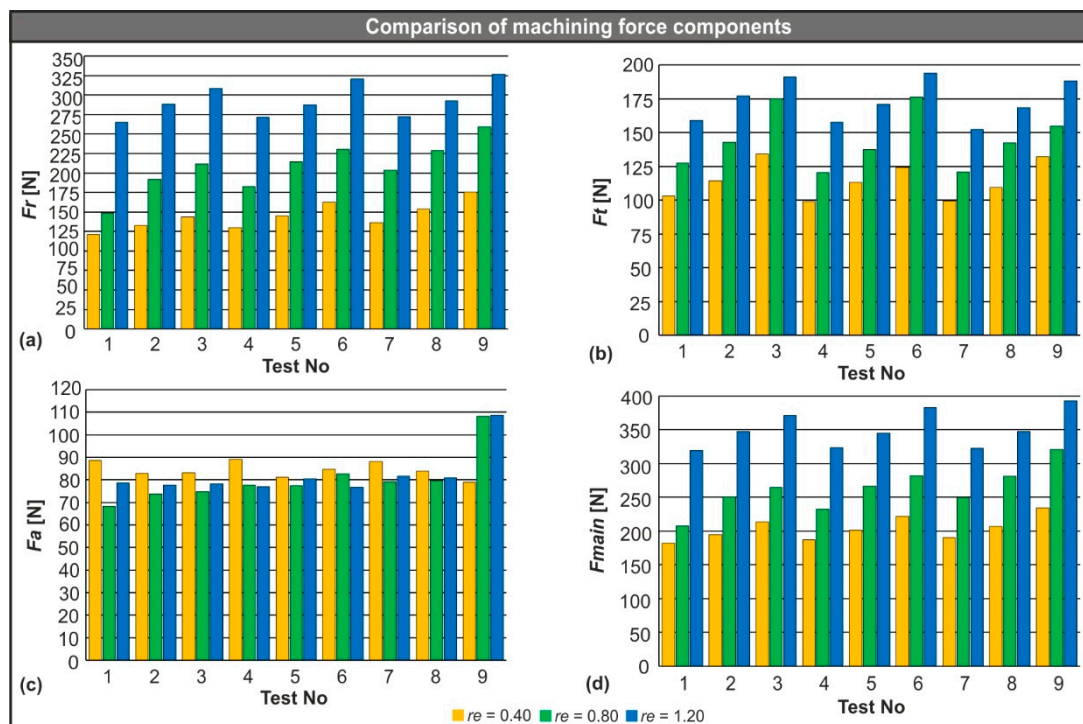 Comparison of machining force components
350
325
300
275
250
225
200
175
150
125
100
75
50
25
0
Fr [N]
1 2 3 4 5 6 7 8 9
(a)
Test No
200
175
150
125
100
75
50
25
0
Ft [N]
1 2 3 4 5 6 7 8 9
(b)
Test No
120
110
100
90
80
70
60
50
40
30
20
10
0
Fa [N]
1 2 3 4 5 6 7 8 9
(c)
Test No
400
350
300
250
200
150
100
50
0
Fmain [N]
1 2 3 4 5 6 7 8 9
(d)
Test No
re = 0.40 re = 0.80 re = 1.20